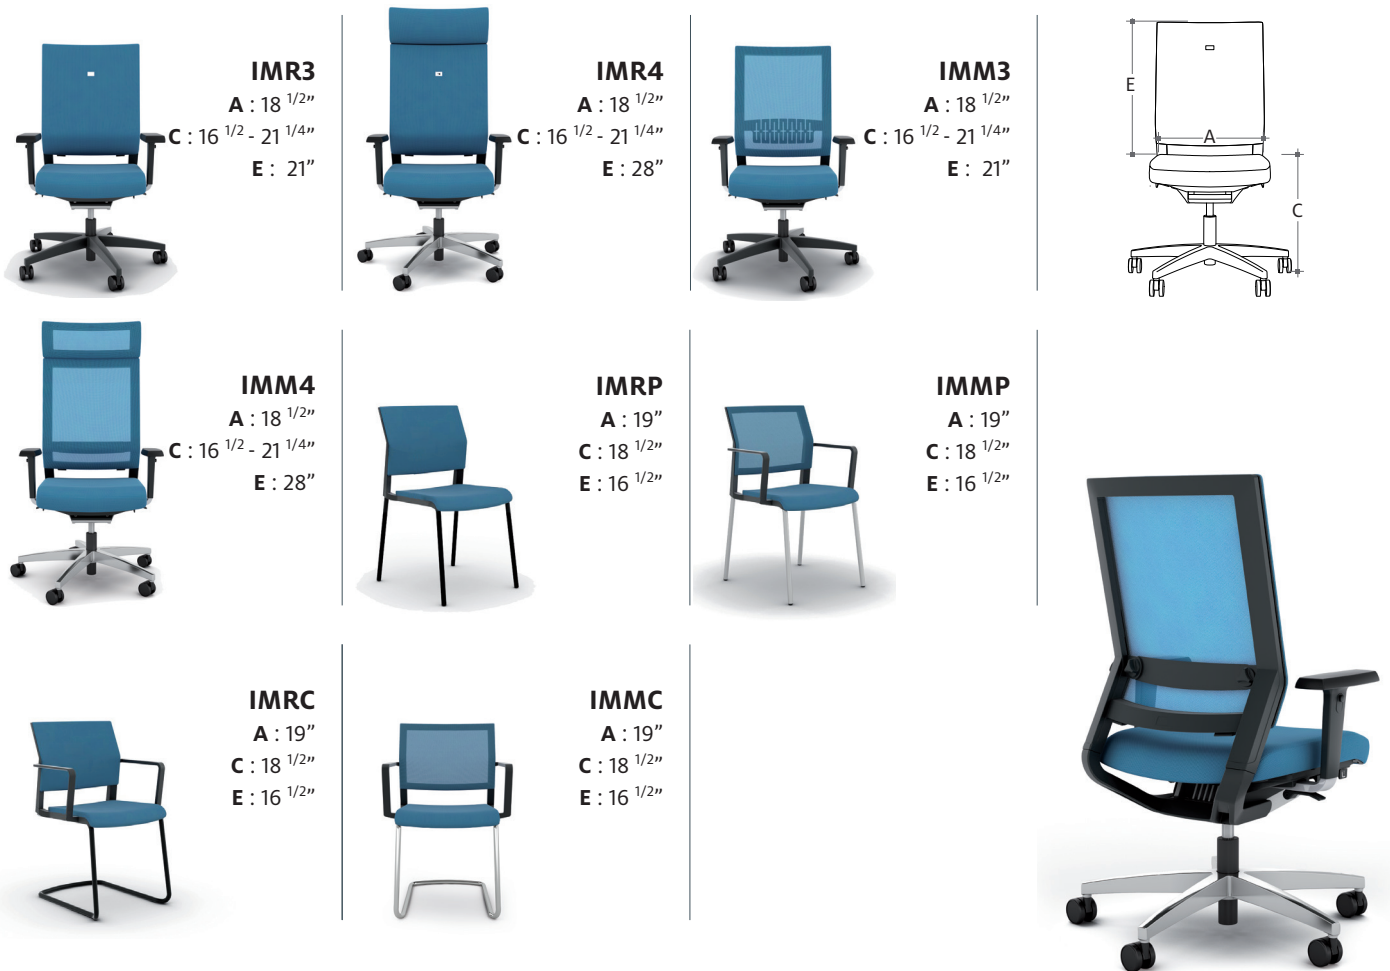 IMR3
A : 18 1/2”
C : 16 1/2 - 21 1/4”
E : 21”
IMR4
A : 18 1/2”
C : 16 1/2 - 21 1/4”
E : 28”
IMM3
A : 18 1/2”
C : 16 1/2 - 21 1/4”
E : 21”
E
A
C
IMM4
A : 18 1/2”
C : 16 1/2 - 21 1/4”
E : 28”
IMRP
A : 19”
C : 18 1/2”
E : 16 1/2”
IMMP
A : 19”
C : 18 1/2”
E : 16 1/2”
IMRC
A : 19”
C : 18 1/2”
E : 16 1/2”
IMMC
A : 19”
C : 18 1/2”
E : 16 1/2”